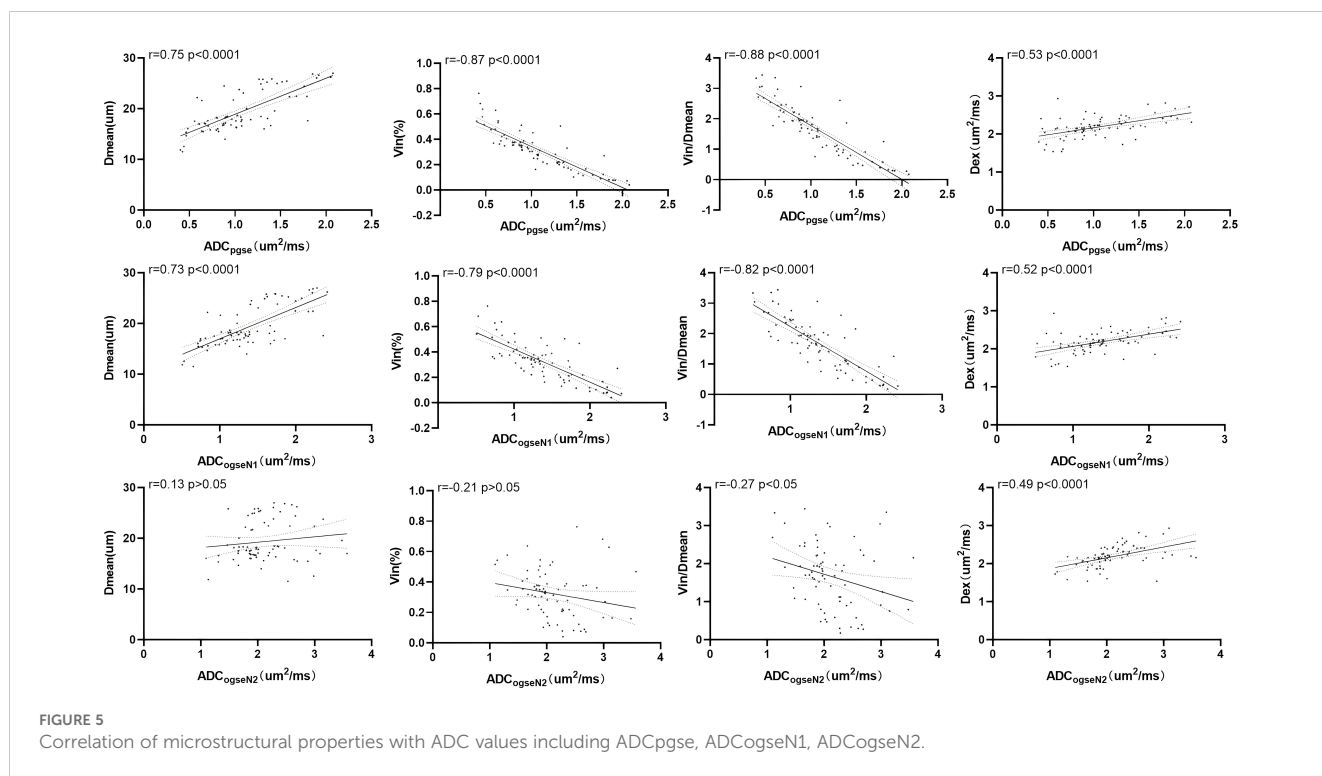 r=0.75 p<0.0001
30
20
10
0
Dmean(um)
0.0 0.5 1.0 1.5 2.0 2.5
ADCpgse(um²/ms)
r=-0.87 p<0.0001
1.0
0.8
0.6
0.4
0.2
0.0
-0.2
Vin(%)
0.5 1.0 1.5 2.0 2.5
ADCpgse(um²/ms)
r=-0.88 p<0.0001
4
3
2
1
0
-1
Vin/Dmean
0.5 1.0 1.5 2.0 2.5
ADCpgse(um²/ms)
r=0.53 p<0.0001
4
3
2
1
0
Dex(um²/ms)
0.0 0.5 1.0 1.5 2.0 2.5
ADCpgse(um²/ms)
r=0.73 p<0.0001
30
20
10
0
Dmean(um)
0 1 2 3
ADCogseN1(um²/ms)
r=-0.79 p<0.0001
1.0
0.8
0.6
0.4
0.2
0.0
-0.2
Vin(%)
1 2 3
ADCogseN1(um²/ms)
r=-0.82 p<0.0001
4
3
2
1
0
-1
Vin/Dmean
1 2 3
ADCogseN1(um²/ms)
r=0.52 p<0.0001
4
3
2
1
0
Dex(um²/ms)
0 1 2 3
ADCogseN1(um²/ms)
r=0.13 p>0.05
30
20
10
0
Dmean(um)
0 1 2 3 4
ADCogseN2(um²/ms)
r=-0.21 p>0.05
1.0
0.8
0.6
0.4
0.2
0.0
Vin(%)
0 1 2 3 4
ADCogseN2(um²/ms)
r=-0.27 p<0.05
4
3
2
1
0
Vin/Dmean
0 1 2 3 4
ADCogseN2(um²/ms)
r=0.49 p<0.0001
4
3
2
1
0
Dex(um²/ms)
0 1 2 3 4
ADCogseN2(um²/ms)
FIGURE 5
Correlation of microstructural properties with ADC values including ADCpgse, ADCogseN1, ADCogseN2.